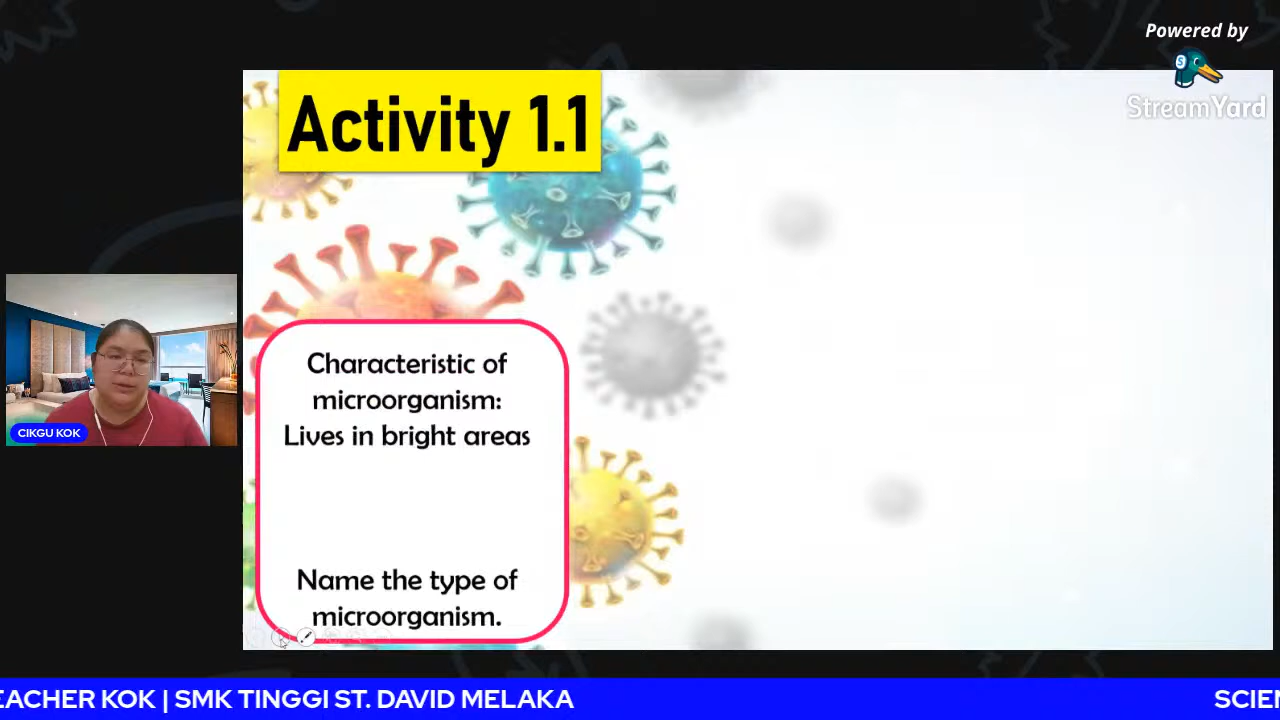 Powered by
StreamYard
Activity 1.1
Characteristic of
microorganism:
Lives in bright areas
Name the type of
microorganism.
CIKGU KOK
EACHER KOK | SMK TINGGI ST. DAVID MELAKA
SCIEN